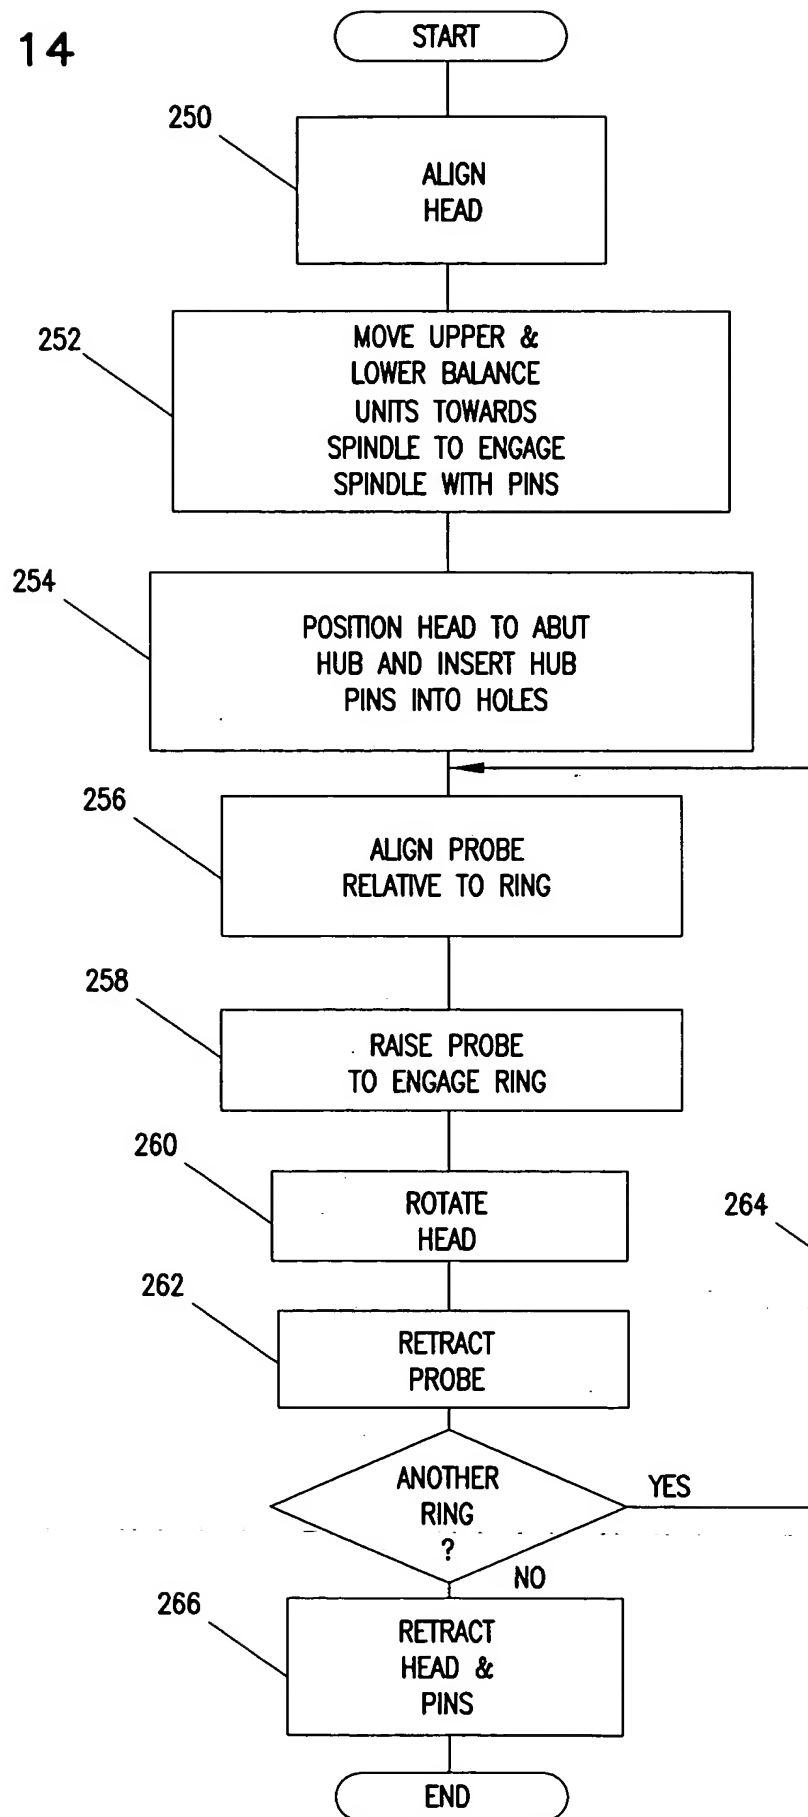 14
START
250
ALIGN
HEAD
252
MOVE UPPER &
LOWER BALANCE
UNITS TOWARDS
SPINDLE TO ENGAGE
SPINDLE WITH PINS
254
POSITION HEAD TO ABUT
HUB AND INSERT HUB
PINS INTO HOLES
256
ALIGN PROBE
RELATIVE TO RING
258
RAISE PROBE
TO ENGAGE RING
260
ROTATE
HEAD
264
262
RETRACT
PROBE
ANOTHER
RING
?
YES
NO
266
RETRACT
HEAD &
PINS
END